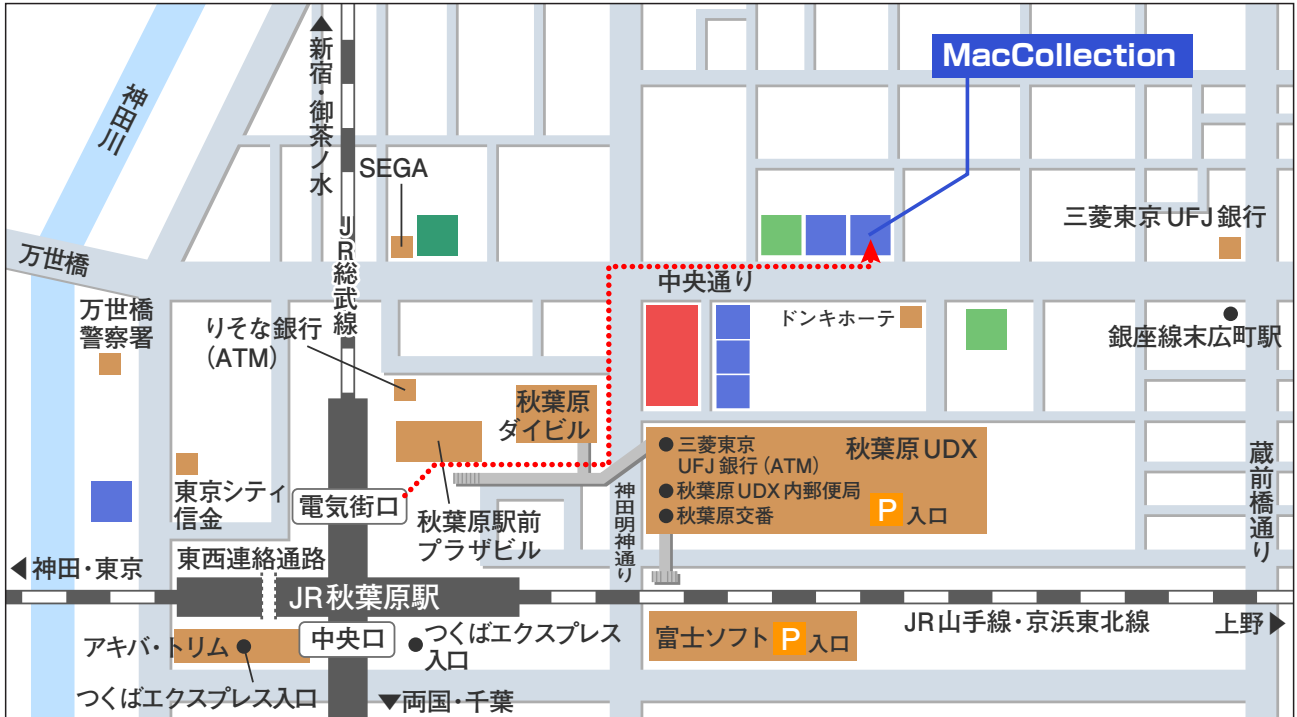 ▲新宿・御茶ノ水
神田川
MacCollection
SEGA
JR総武線
三菱東京UFJ銀行
万世橋
中央通り
万世橋
警察署
りそな銀行
(ATM)
ドンキホーテ
銀座線末広町駅
秋葉原
ダイビル
三菱東京
UFJ銀行(ATM)
秋葉原UDX
秋葉原UDX内郵便局
秋葉原交番
P入口
蔵前橋通り
東京シティ
信金
電気街口
秋葉原駅前
プラザビル
神田明神通り
◀神田・東京
東西連絡通路
JR秋葉原駅
JR山手線・京浜東北線
上野▶
アキバ・トリム
中央口
つくばエクスプレス
入口
富士ソフト P入口
つくばエクスプレス入口
▼両国・千葉